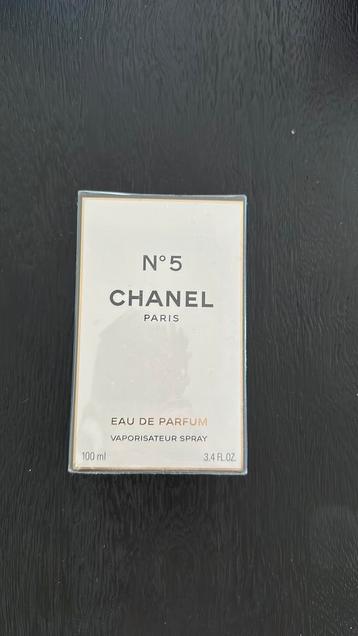 N°5
CHANEL
PARIS
EAU DE PARFUM
VAPORISATEUR SPRAY
100 ml 3.4 FL.OZ.